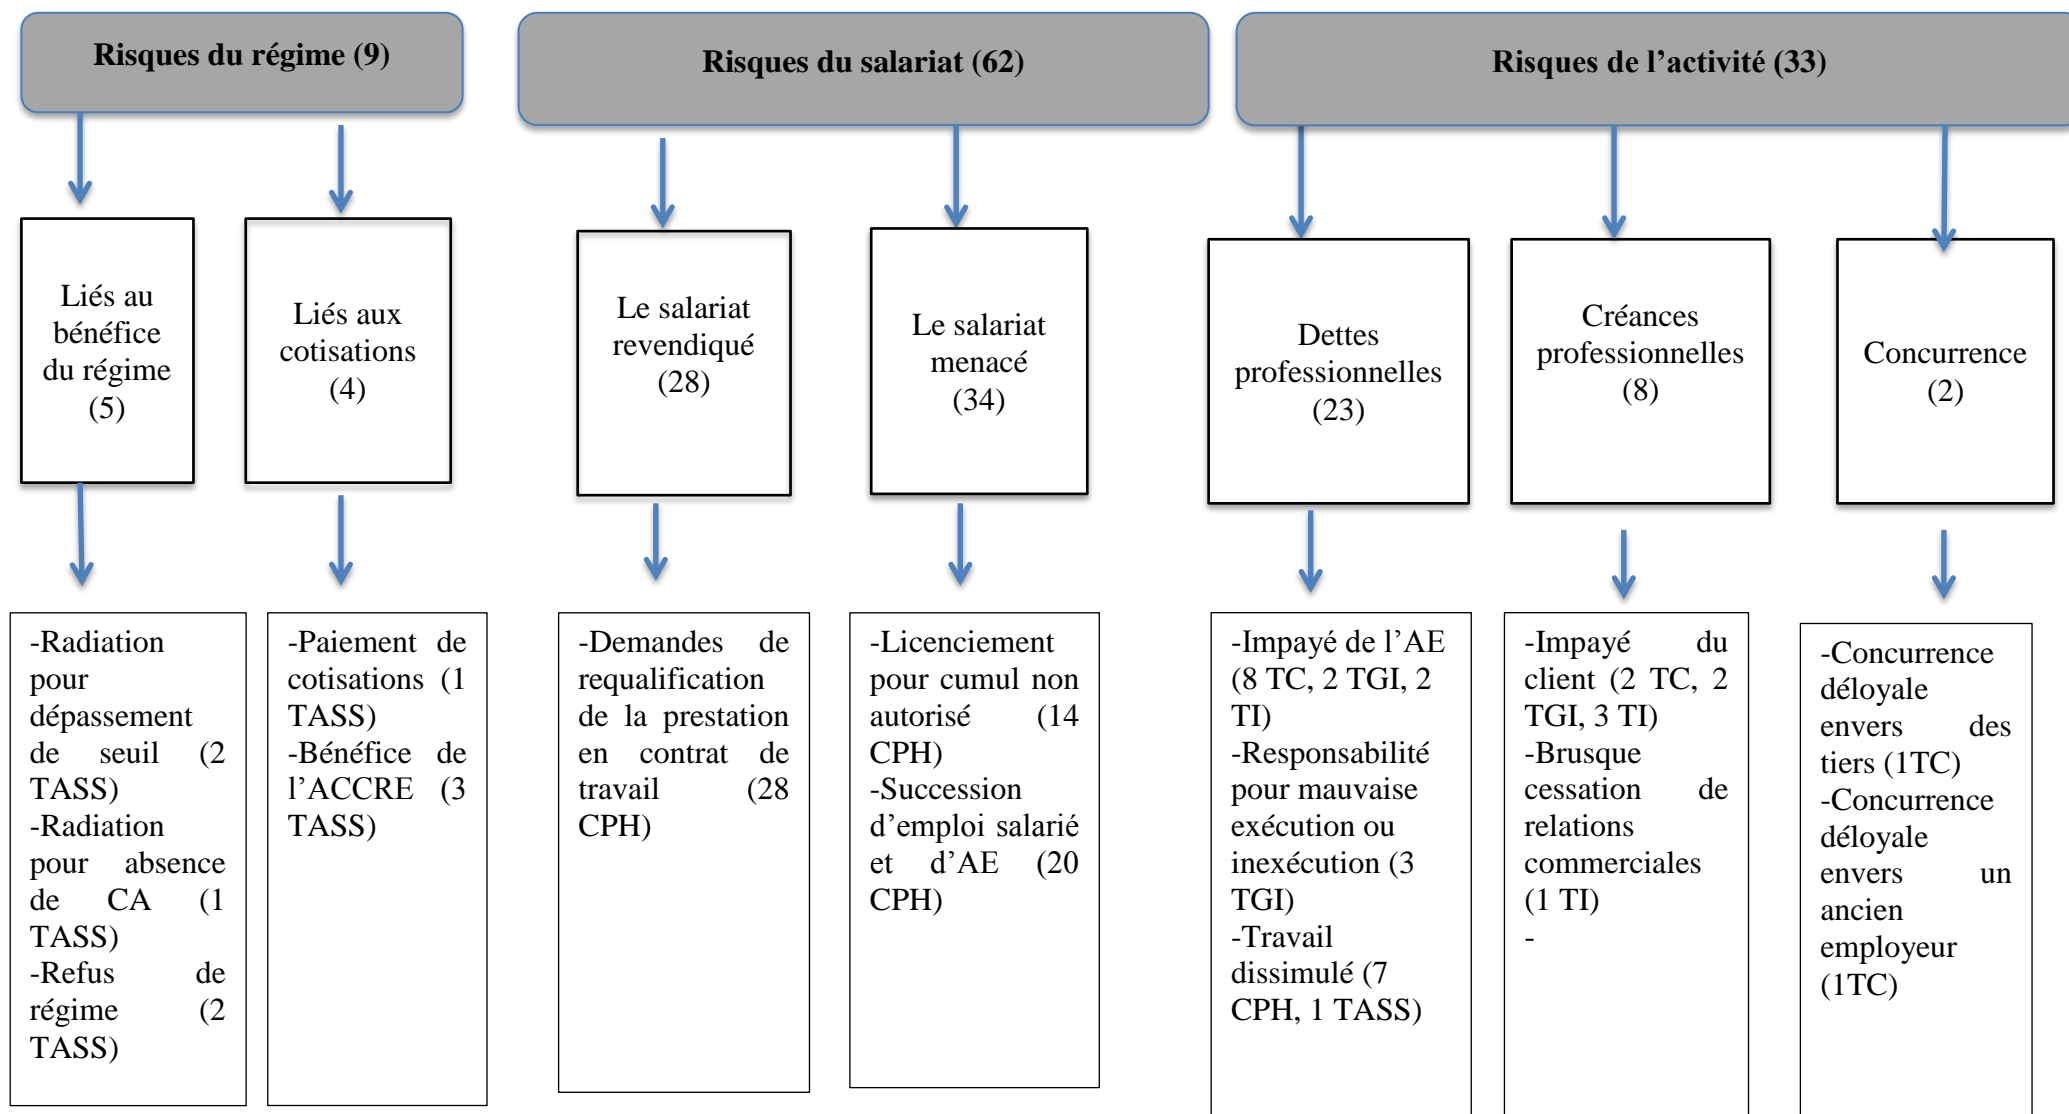 Risques du régime (9)
Risques du salariat (62)
Risques de l’activité (33)
Liés au
bénéfice
du régime
(5)
Liés aux
cotisations
(4)
Le salariat
revendiqué
(28)
Le salariat
menacé
(34)
Dettes
professionnelles
(23)
Créances
professionnelles
(8)
Concurrence
(2)
-Radiation
pour
dépassement
de seuil (2
TASS)
-Radiation
pour absence
de CA (1
TASS)
-Refus de
régime (2
TASS)
-Paiement de
cotisations (1
TASS)
-Bénéfice de
l’ACCRE (3
TASS)
-Demandes de
requalification
de la prestation
en contrat de
travail (28
CPH)
-Licenciement
pour cumul non
autorisé (14
CPH)
-Succession
d’emploi salarié
et d’AE (20
CPH)
-Impayé de l’AE
(8 TC, 2 TGI, 2
TI)
-Responsabilité
pour mauvaise
exécution ou
inexécution (3
TGI)
-Travail
dissimulé (7
CPH, 1 TASS)
-Impayé du
client (2 TC, 2
TGI, 3 TI)
-Brusque
cessation de
relations
commerciales
(1 TI)
-
-Concurrence
déloyale
envers des
tiers (1TC)
-Concurrence
déloyale
envers un
ancien
employeur
(1TC)